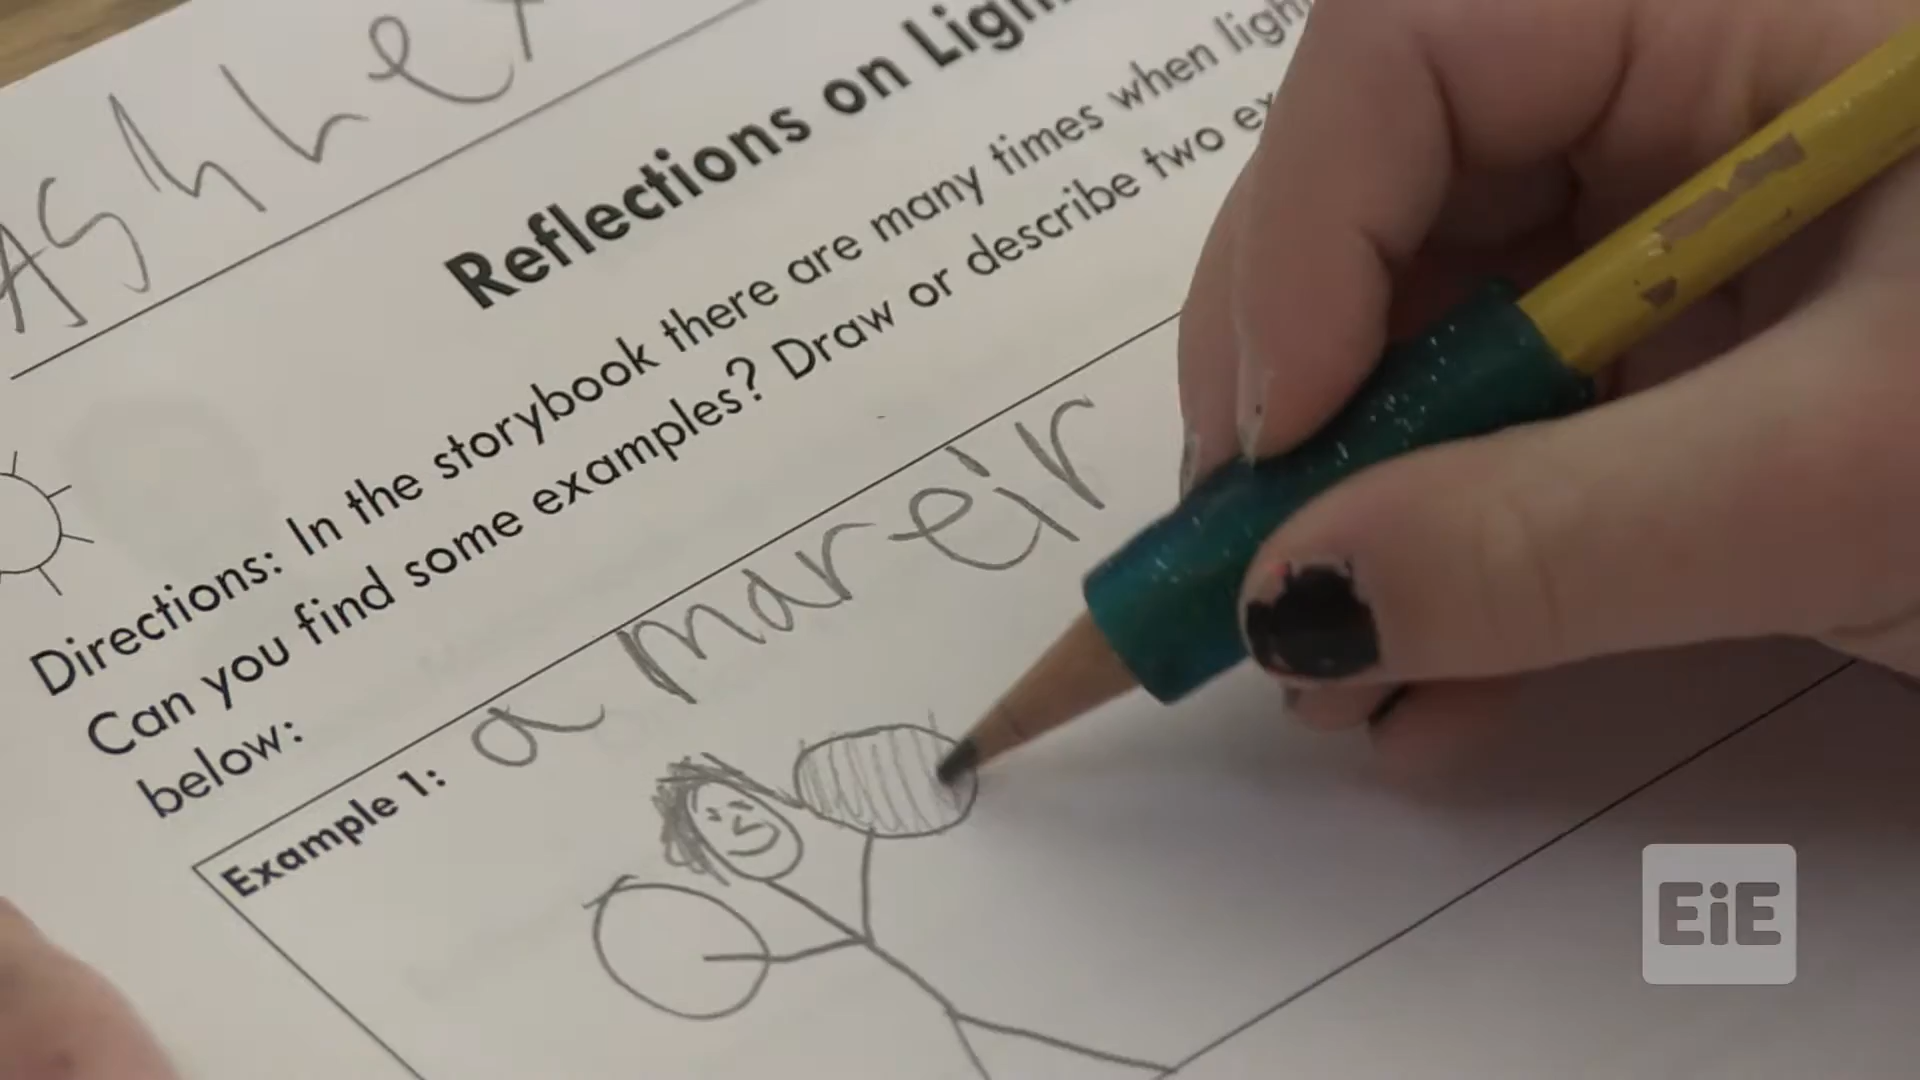 Asher
Reflections on Ligh
Directions: In the storybook there are many times when ligh
Can you find some examples? Draw or describe two ex
below:
Example 1: a mareir
EiE